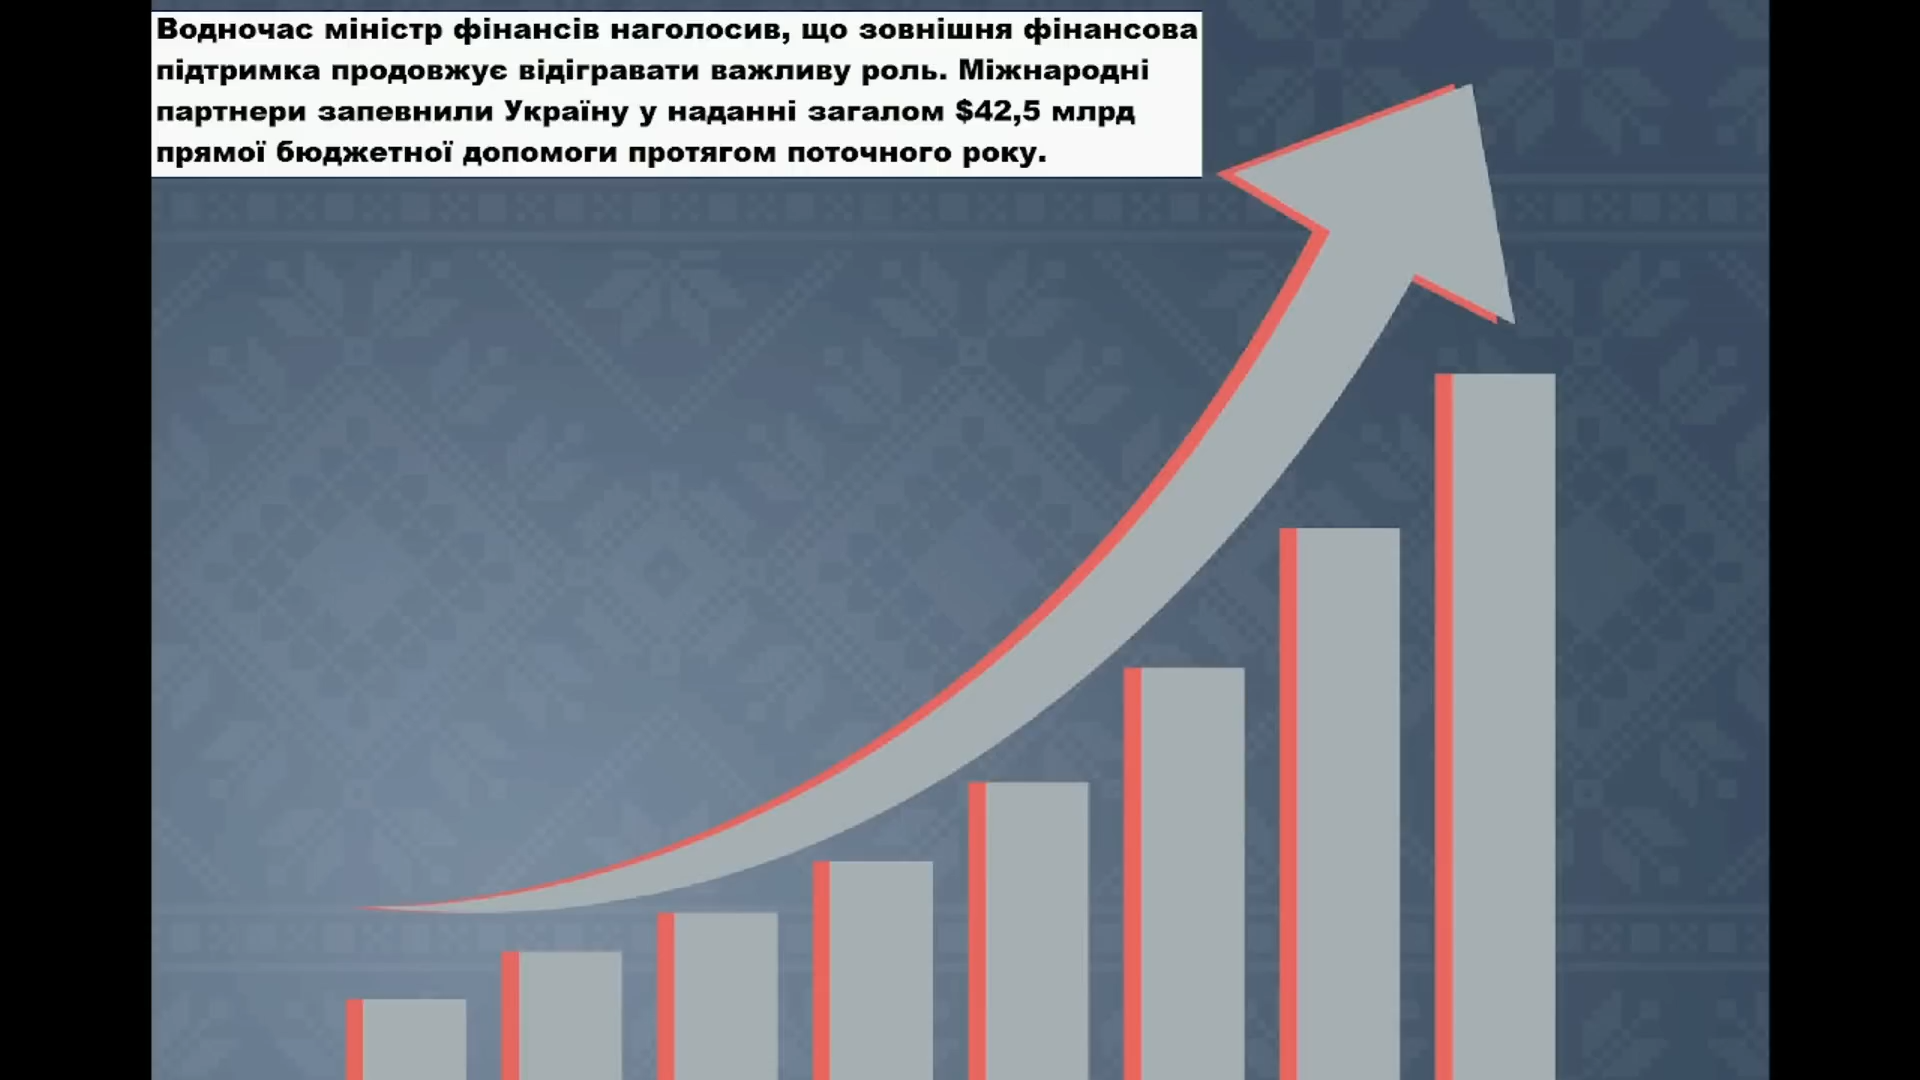 Водночас міністр фінансів наголосив, що зовнішня фінансова
підтримка продовжує відігравати важливу роль. Міжнародні
партнери запевнили Україну у наданні загалом $42,5 млрд
прямої бюджетної допомоги протягом поточного року.